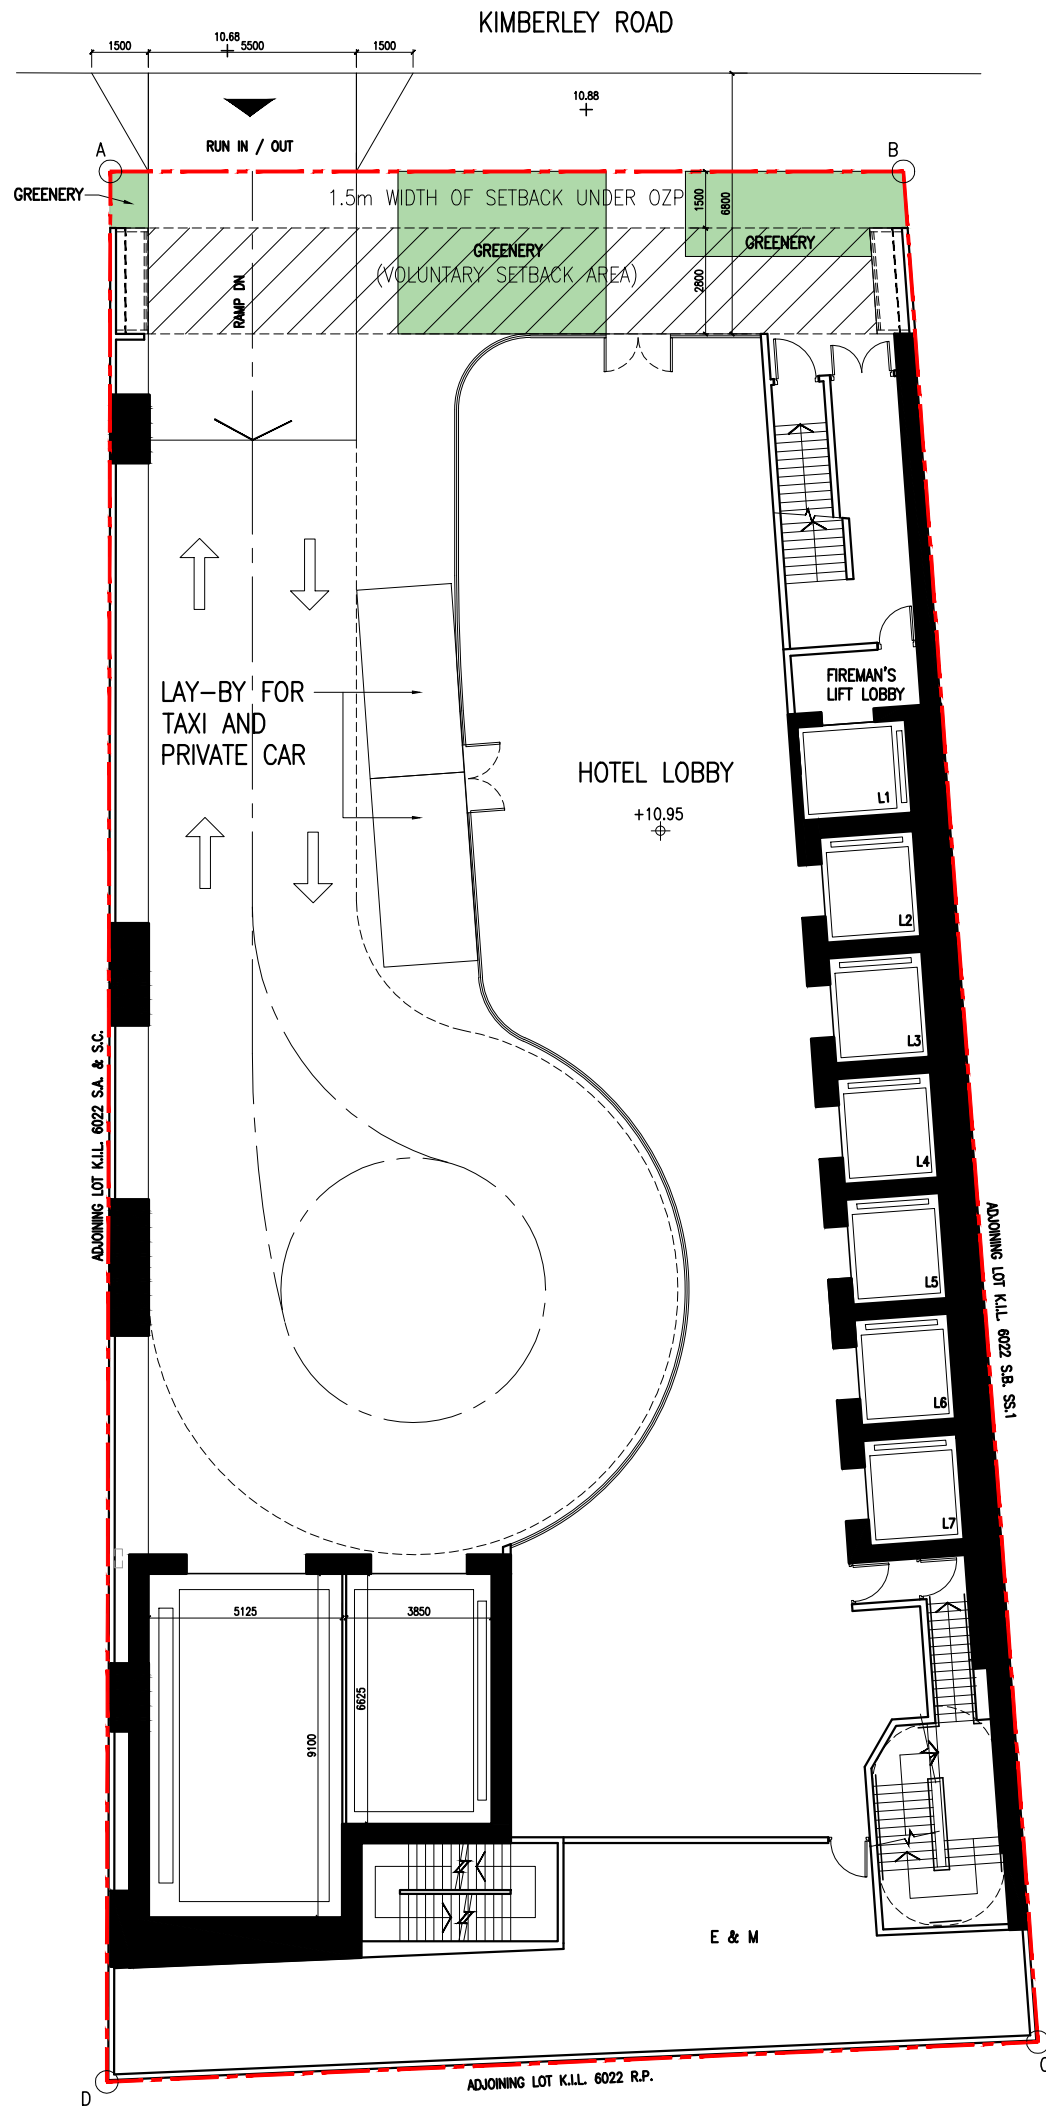 KIMBERLEY ROAD
1500
10.68
5500
1500
10.88
RUN IN / OUT
A
B
GREENERY
1.5m WIDTH OF SETBACK UNDER OZP
1500
6800
GREENERY
GREENERY
(VOLUNTARY SETBACK AREA)
2800
RAMP DN
FIREMAN'S
LIFT LOBBY
LAY-BY FOR
TAXI AND
PRIVATE CAR
HOTEL LOBBY
+10.95
L1
L2
L3
L4
L5
L6
L7
ADJOINING LOT K.I.L. 6022 S.A. & S.C.
ADJOINING LOT K.I.L. 6022 S.B. SS.1
5125
3850
6625
9100
E & M
C
D
ADJOINING LOT K.I.L. 6022 R.P.